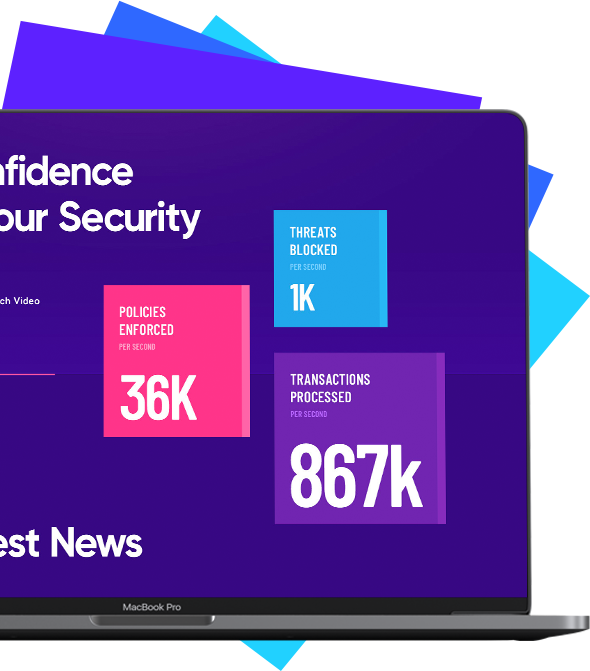 nfidence
our Security
ch Video
THREATS
BLOCKED
PER SECOND
1K
POLICIES
ENFORCED
PER SECOND
36K
TRANSACTIONS
PROCESSED
PER SECOND
867k
est News
MacBook Pro